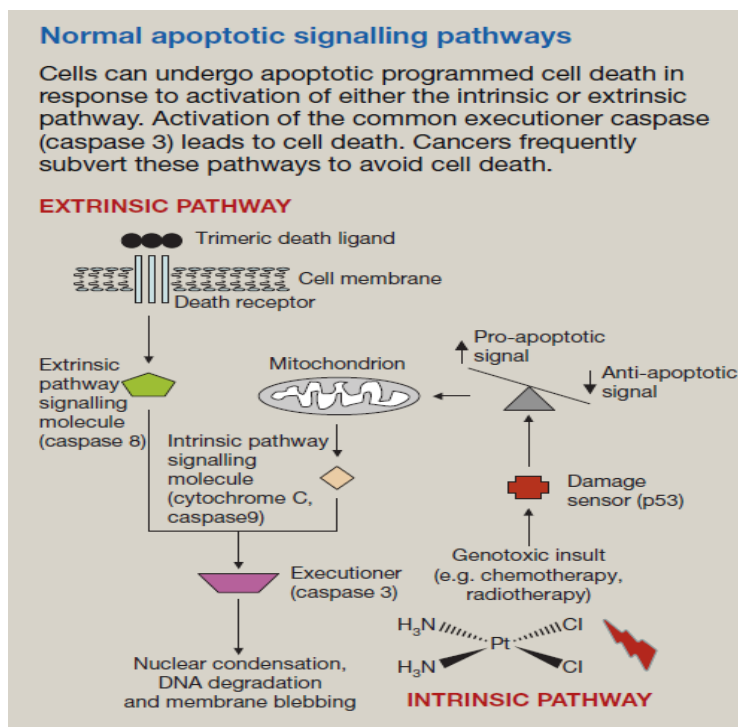 Normal apoptotic signalling pathways
Cells can undergo apoptotic programmed cell death in
response to activation of either the intrinsic or extrinsic
pathway. Activation of the common executioner caspase
(caspase 3) leads to cell death. Cancers frequently
subvert these pathways to avoid cell death.
EXTRINSIC PATHWAY
Trimeric death ligand
Cell membrane
Death receptor
Extrinsic
pathway
signalling
molecule
(caspase 8)
Mitochondrion
Pro-apoptotic
signal
Anti-apoptotic
signal
Intrinsic pathway
signalling
molecule
(cytochrome C,
caspase9)
Damage
sensor (p53)
Executioner
(caspase 3)
Genotoxic insult
(e.g. chemotherapy,
radiotherapy)
H₃N Cl
Pt
H₃N Cl
Nuclear condensation,
DNA degradation
and membrane blebbing
INTRINSIC PATHWAY